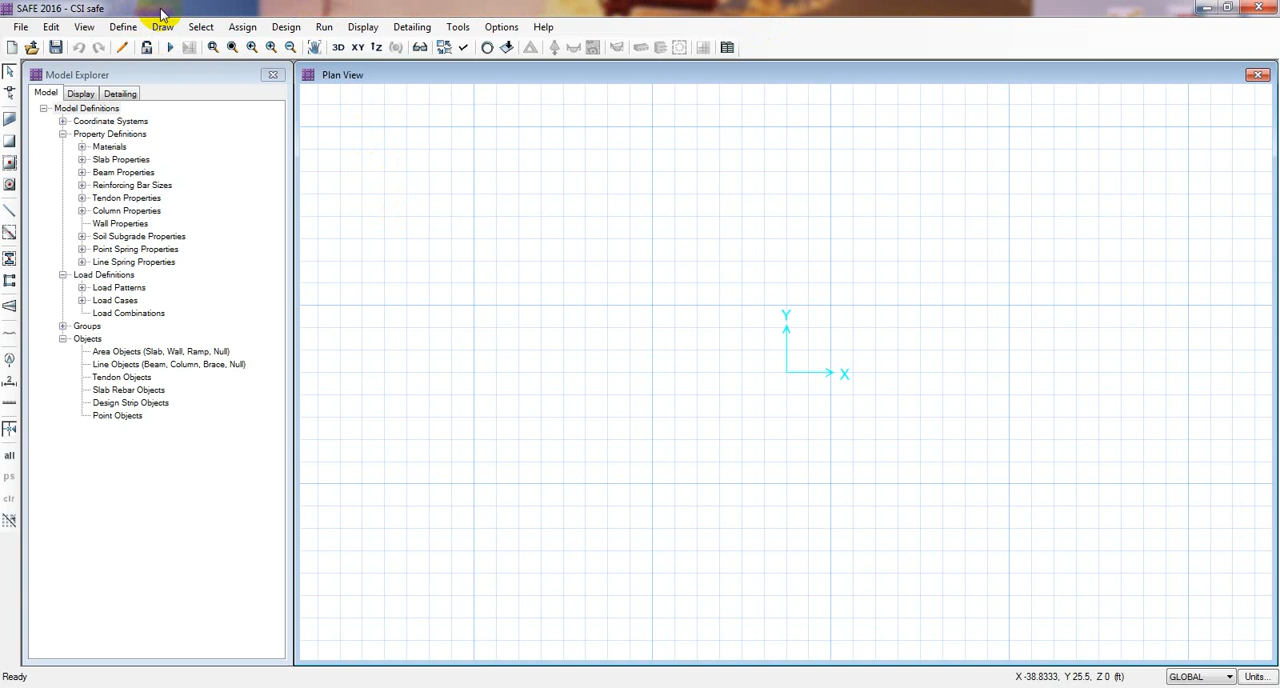 SAFE 2016 - CSI safe
File Edit View Define Draw Select Assign Design Run Display Detailing Tools Options Help
3D XY
Model Explorer
Plan View
Model Display Detailing
Model Definitions
Coordinate Systems
Property Definitions
Materials
Slab Properties
Beam Properties
Reinforcing Bar Sizes
Tendon Properties
Column Properties
Wall Properties
Soil Subgrade Properties
Point Spring Properties
Line Spring Properties
Load Definitions
Load Patterns
Load Cases
Load Combinations
Groups
Objects
Area Objects (Slab, Wall, Ramp, Null)
Line Objects (Beam, Column, Brace, Null)
Tendon Objects
Slab Rebar Objects
Design Strip Objects
Point Objects
Y
X
all
ps
clr
Ready
X -38.8333, Y 25.5, Z 0 (ft)
GLOBAL
Units...